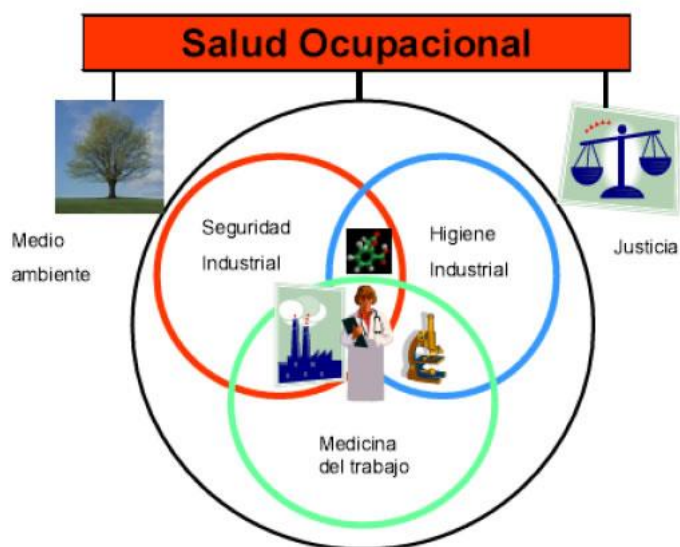 Salud Ocupacional
Medio
ambiente
Seguridad
Industrial
Higiene
Industrial
Justicia
Medicina
del trabajo